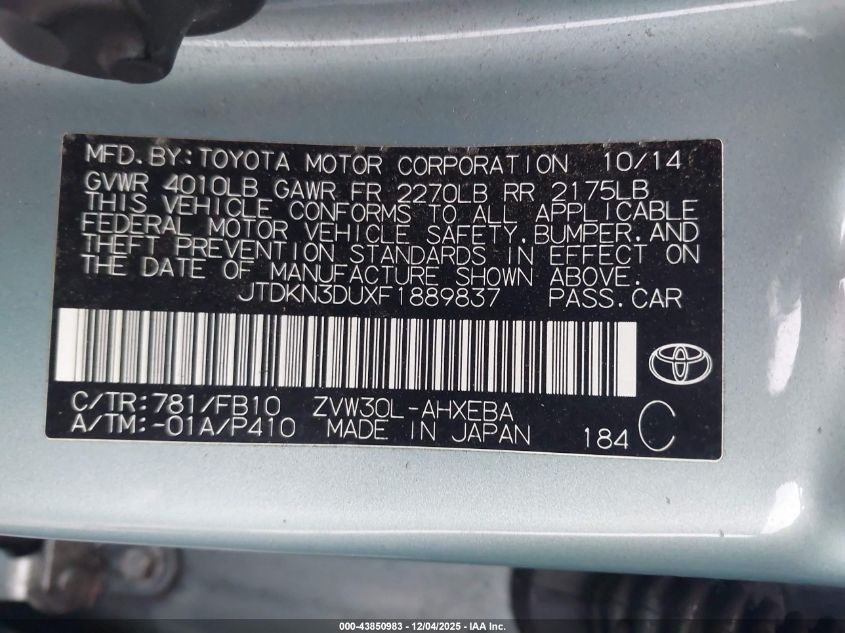 MFD.BY:TOYOTA MOTOR CORPORATION 10/14
GVWR 4010LB GAWR FR 2270LB RR 2175LB
THIS VEHICLE CONFORMS TO ALL APPLICABLE
FEDERAL MOTOR VEHICLE SAFETY,BUMPER,AND
THEFT PREVENTION STANDARDS IN EFFECT ON
THE DATE OF MANUFACTURE SHOWN ABOVE.
JTDKN3DUXF1889837 PASS.CAR
C/TR:781/FB10 ZVW30L-AHXEBA
A/TM:-01A/P410 MADE IN JAPAN 184 C
000-43850983 - 12/04/2025 - IAA Inc.